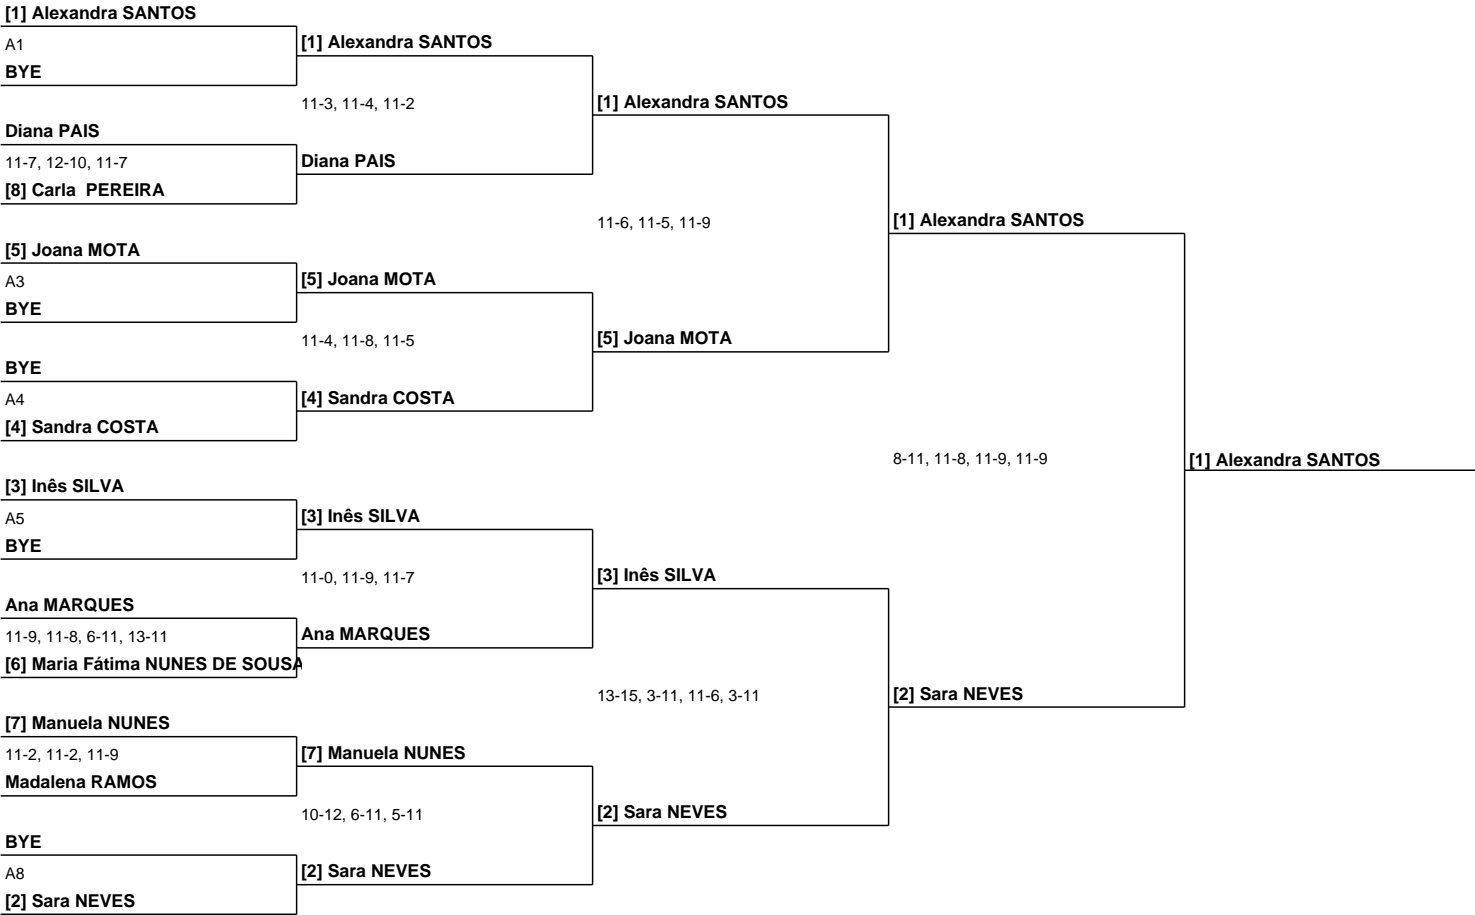 [1] Alexandra SANTOS
A1
BYE
Diana PAIS
11-7, 12-10, 11-7
[8] Carla  PEREIRA
[5] Joana MOTA
A3
BYE
BYE
A4
[4] Sandra COSTA
[3] Inês SILVA
A5
BYE
Ana MARQUES
11-9, 11-8, 6-11, 13-11
[6] Maria Fátima NUNES DE SOUSA
[7] Manuela NUNES
11-2, 11-2, 11-9
Madalena RAMOS
BYE
A8
[2] Sara NEVES
[1] Alexandra SANTOS
11-3, 11-4, 11-2
Diana PAIS
[5] Joana MOTA
11-4, 11-8, 11-5
[4] Sandra COSTA
[3] Inês SILVA
11-0, 11-9, 11-7
Ana MARQUES
[7] Manuela NUNES
10-12, 6-11, 5-11
[2] Sara NEVES
[1] Alexandra SANTOS
11-6, 11-5, 11-9
[5] Joana MOTA
[3] Inês SILVA
13-15, 3-11, 11-6, 3-11
[2] Sara NEVES
[1] Alexandra SANTOS
8-11, 11-8, 11-9, 11-9
[2] Sara NEVES
[1] Alexandra SANTOS